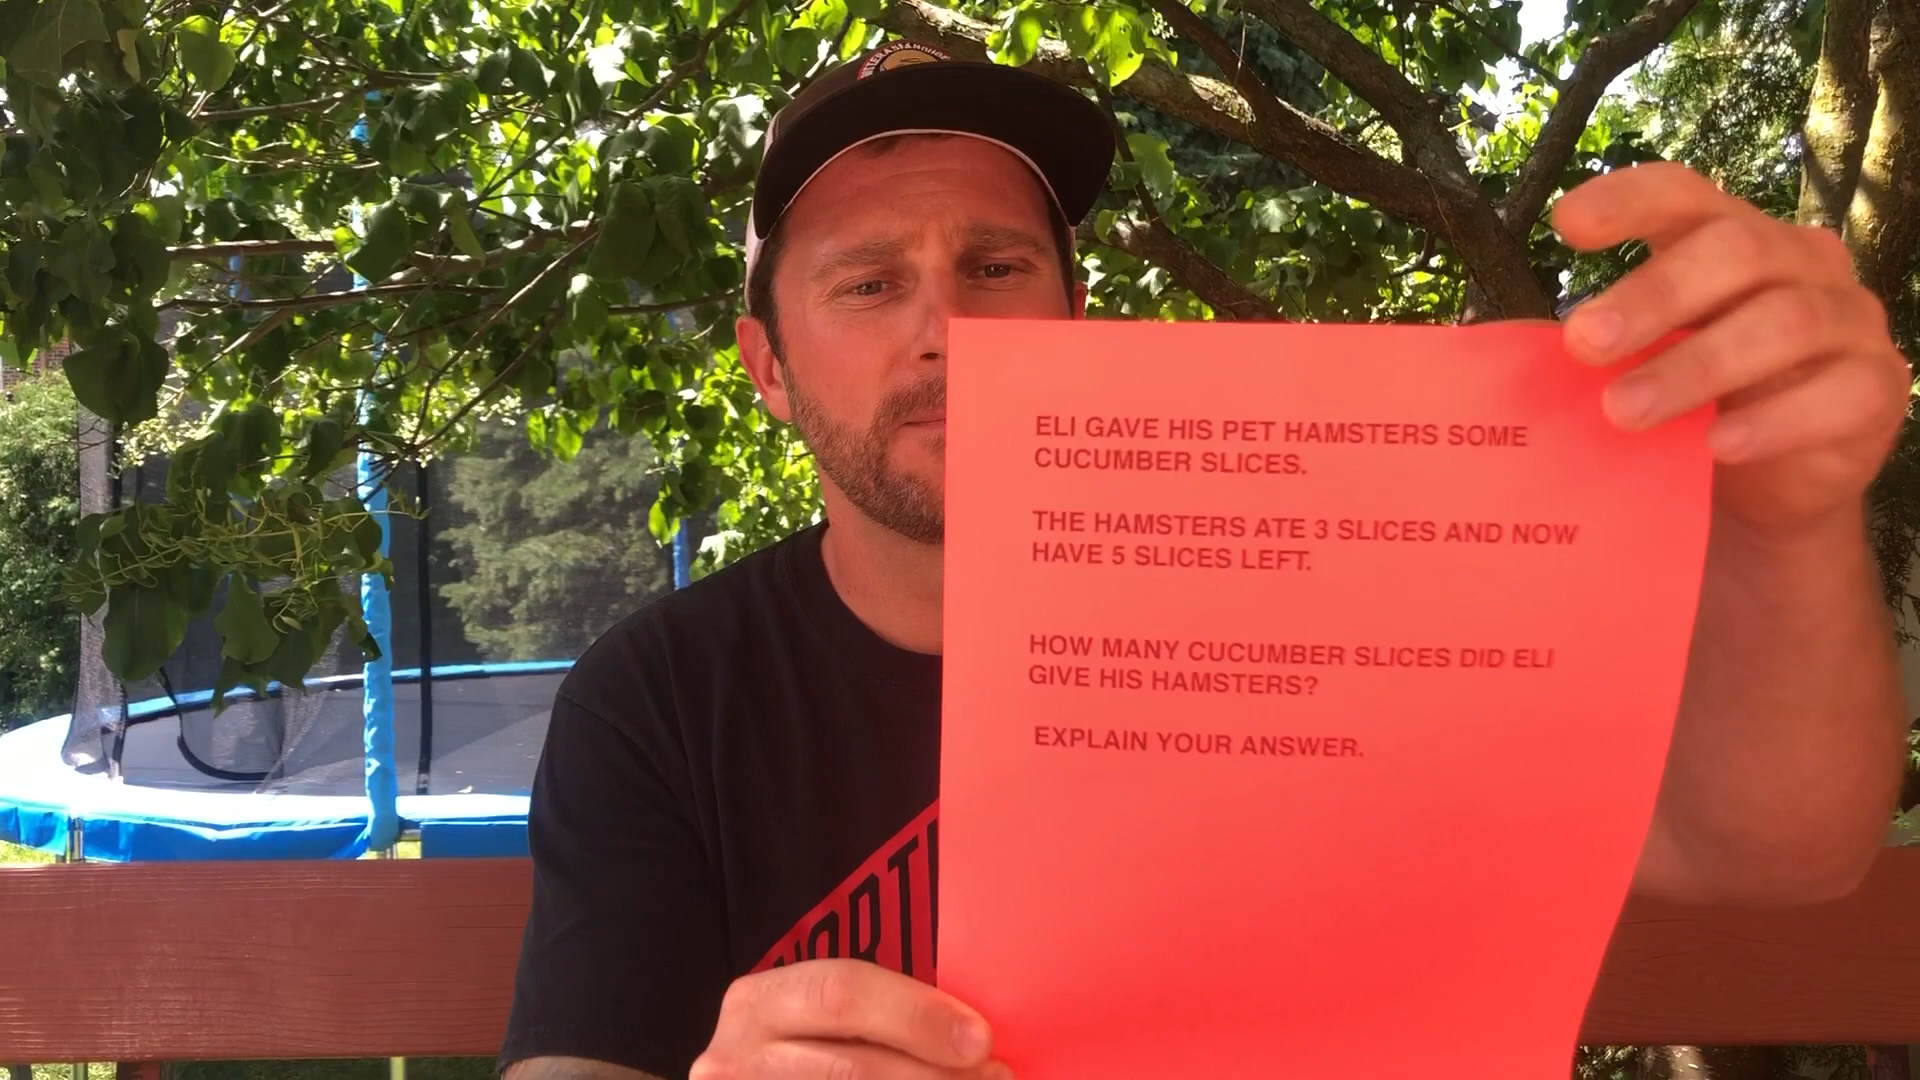 ELI GAVE HIS PET HAMSTERS SOME
CUCUMBER SLICES.
THE HAMSTERS ATE 3 SLICES AND NOW
HAVE 5 SLICES LEFT.
HOW MANY CUCUMBER SLICES DID ELI
GIVE HIS HAMSTERS?
EXPLAIN YOUR ANSWER.